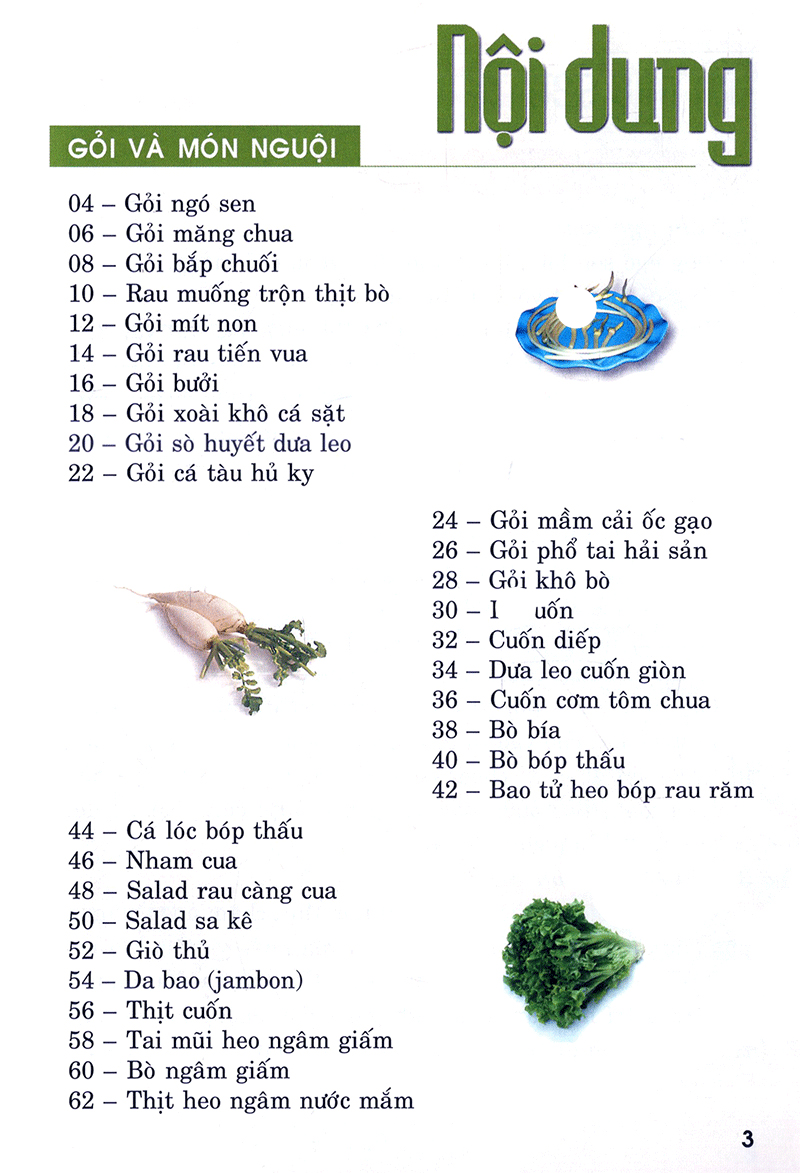 Nội dung
GỎI VÀ MÓN NGUỘI
04 – Gỏi ngó sen
06 – Gỏi măng chua
08 – Gỏi bắp chuối
10 – Rau muống trộn thịt bò
12 – Gỏi mít non
14 – Gỏi rau tiến vua
16 – Gỏi bưởi
18 – Gỏi xoài khô cá sặt
20 – Gỏi sò huyết dưa leo
22 – Gỏi cá tàu hủ ky
24 – Gỏi mầm cải ốc gạo
26 – Gỏi phổ tai hải sản
28 – Gỏi khô bò
30 – uốn
32 – Cuốn diếp
34 – Dưa leo cuốn giòn
36 – Cuốn cơm tôm chua
38 – Bò bía
40 – Bò bóp thấu
42 – Bao tử heo bóp rau răm
44 – Cá lóc bóp thấu
46 – Nham cua
48 – Salad rau càng cua
50 – Salad sa kê
52 – Giò thủ
54 – Da bao (jambon)
56 – Thịt cuốn
58 – Tai mũi heo ngâm giấm
60 – Bò ngâm giấm
62 – Thịt heo ngâm nước mắm
3